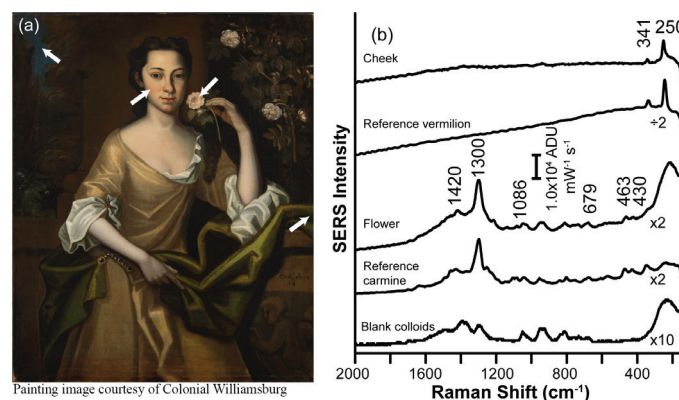 (a)
Painting image courtesy of Colonial Williamsburg
(b)
341
250
Cheek
Reference vermilion
÷2
1420
1300
1086
1.0x10⁴ ADU
mW⁻¹ s⁻¹
679
463
430
Flower
x2
Reference
carmine
x2
Blank colloids
x10
SERS Intensity
2000
1600
1200
800
400
Raman Shift (cm⁻¹)